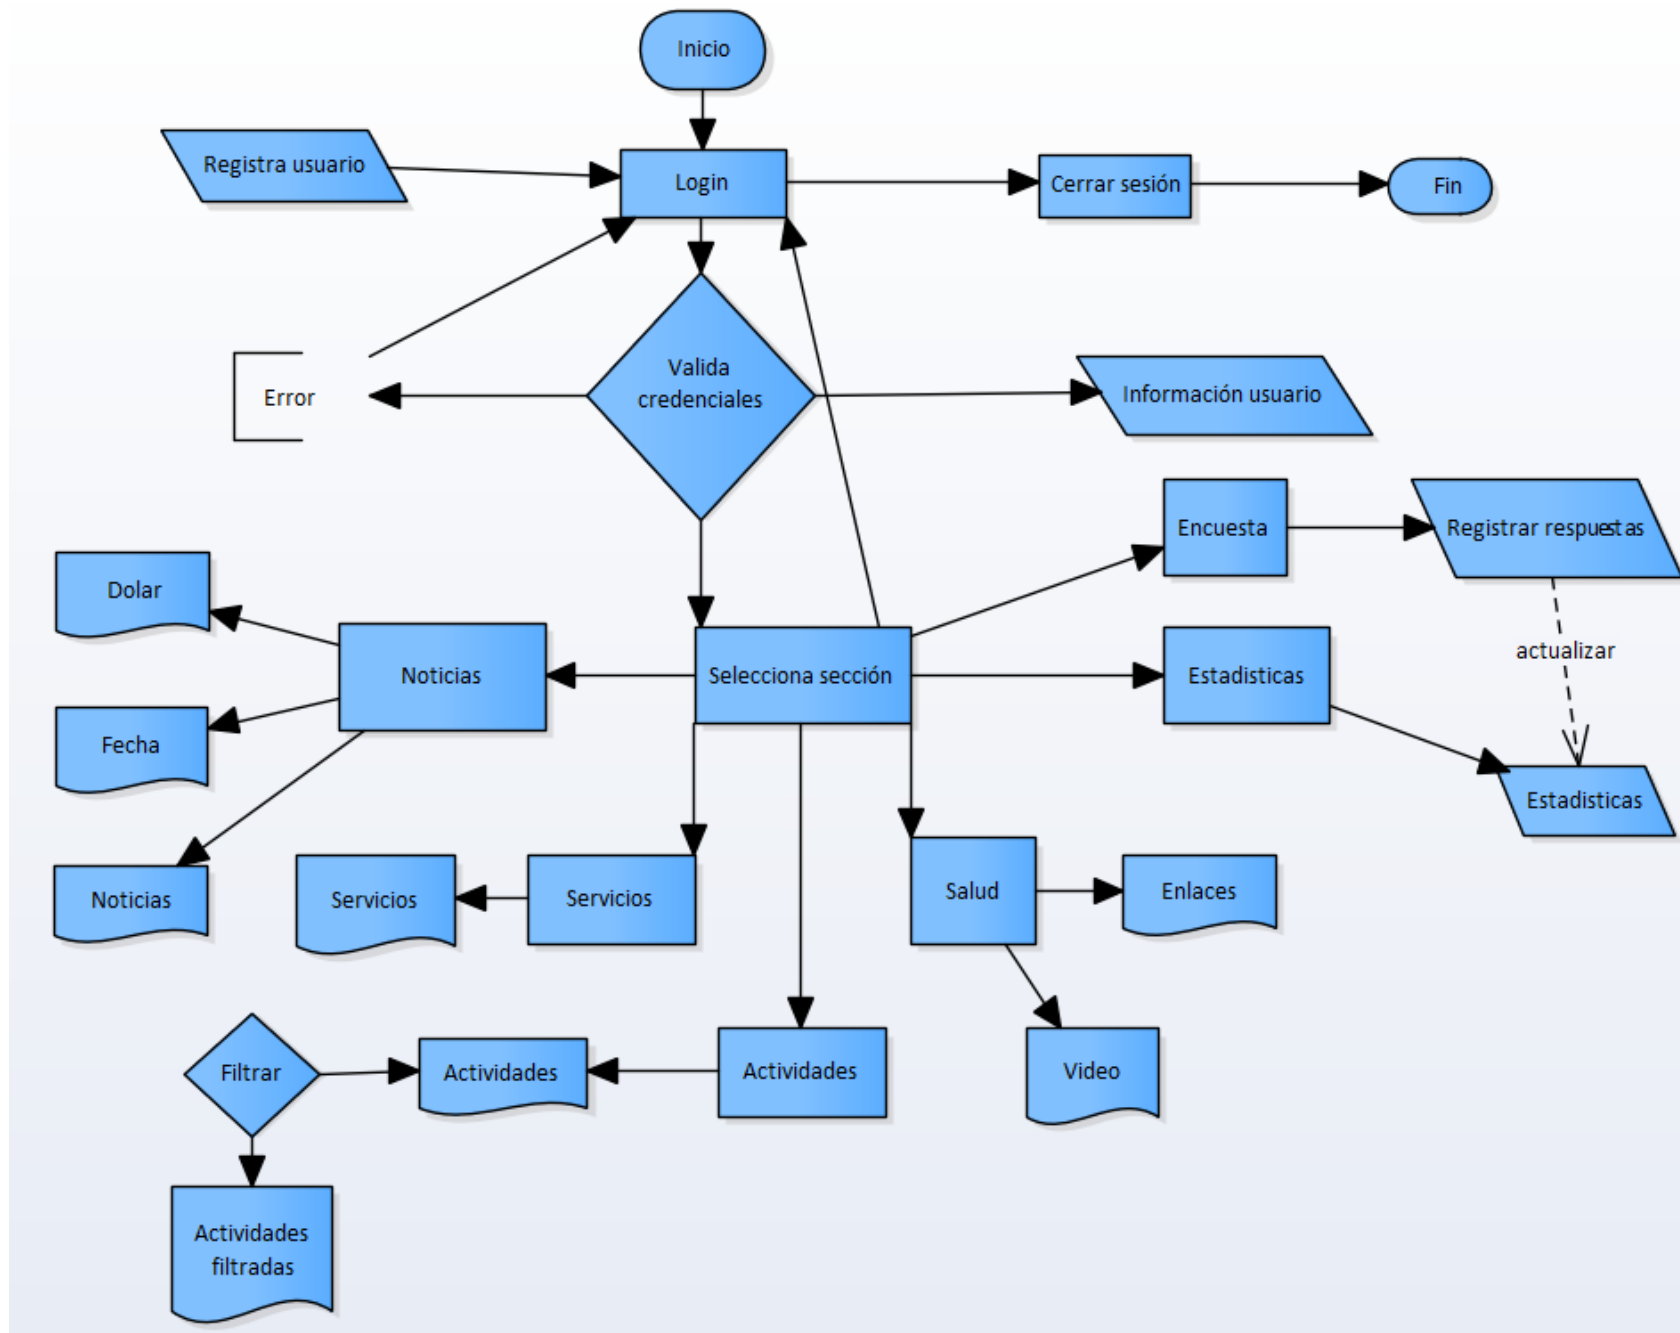 Inicio
Registra usuario
Login
Cerrar sesión
Fin
Valida
credenciales
Error
Información usuario
Encuesta
Registrar respuestas
Dolar
actualizar
Noticias
Selecciona sección
Estadisticas
Fecha
Estadisticas
Noticias
Servicios
Servicios
Salud
Enlaces
Filtrar
Actividades
Actividades
Video
Actividades
filtradas